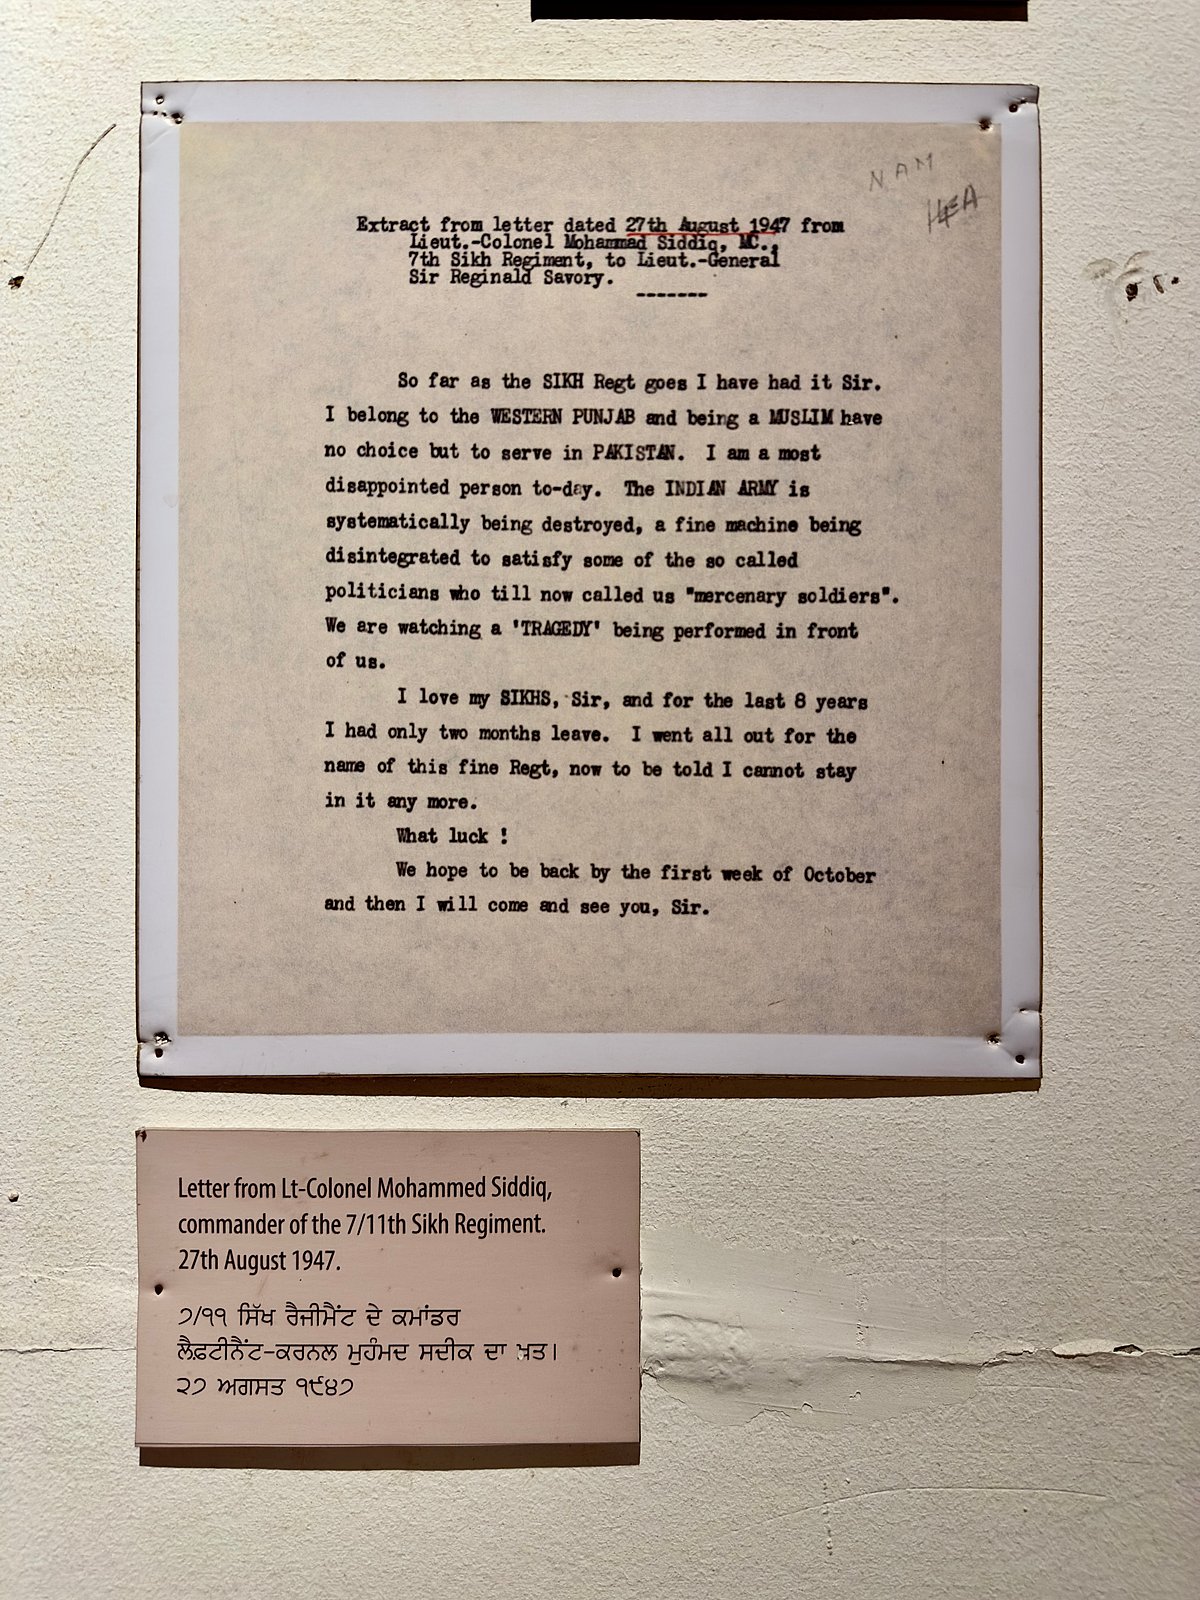 NAM
Extract from letter dated 27th August 1947 from
Lieut.-Colonel Mohammad Siddiq, MC.,
7th Sikh Regiment, to Lieut.-General
Sir Reginald Savory.
-------
So far as the SIKH Regt goes I have had it Sir.
I belong to the WESTERN PUNJAB and being a MUSLIM have
no choice but to serve in PAKISTAN. I am a most
disappointed person to-day. The INDIAN ARMY is
systematically being destroyed, a fine machine being
disintegrated to satisfy some of the so called
politicians who till now called us "mercenary soldiers".
We are watching a 'TRAGEDY' being performed in front
of us.
I love my SIKHS, Sir, and for the last 8 years
I had only two months leave. I went all out for the
name of this fine Regt, now to be told I cannot stay
in it any more.
What luck !
We hope to be back by the first week of October
and then I will come and see you, Sir.
Letter from Lt-Colonel Mohammed Siddiq,
commander of the 7/11th Sikh Regiment.
27th August 1947.
੭/੧੧ ਸਿੱਖ ਰੈਜੀਮੈਂਟ ਦੇ ਕਮਾਂਡਰ
ਲੈਫ਼ਟੀਨੈਂਟ-ਕਰਨਲ ਮੁਹੰਮਦ ਸਦੀਕ ਦਾ ਖ਼ਤ।
੨੭ ਅਗਸਤ ੧੯੪੭